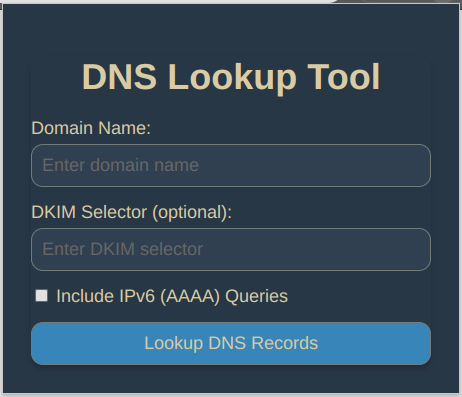 DNS Lookup Tool
Domain Name:
Enter domain name
DKIM Selector (optional):
Enter DKIM selector
Include IPv6 (AAAA) Queries
Lookup DNS Records